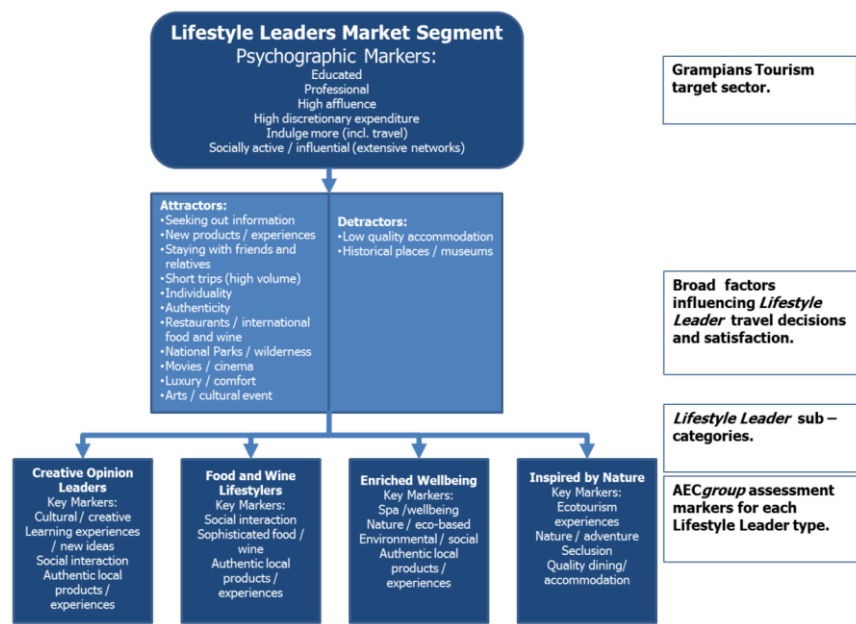 Lifestyle Leaders Market Segment
Psychographic Markers:
Educated
Professional
High affluence
High discretionary expenditure
Indulge more (incl. travel)
Socially active / influential (extensive networks)
Grampians Tourism
target sector.
Attractors:
•Seeking out information
•New products / experiences
•Staying with friends and
relatives
•Short trips (high volume)
•Individuality
•Authenticity
•Restaurants / international
food and wine
•National Parks / wilderness
•Movies / cinema
•Luxury / comfort
•Arts / cultural event
Detractors:
•Low quality accommodation
•Historical places / museums
Broad factors
influencing Lifestyle
Leader travel decisions
and satisfaction.
Lifestyle Leader sub –
categories.
Creative Opinion
Leaders
Key Markers:
Cultural / creative
Learning experiences
/ new ideas
Social interaction
Authentic local
products /
experiences
Food and Wine
Lifestylers
Key Markers:
Social interaction
Sophisticated food /
wine
Authentic local
products /
experiences
Enriched Wellbeing
Key Markers:
Spa /wellbeing
Nature / eco-based
Environmental / social
Authentic local
products /
experiences
Inspired by Nature
Key Markers:
Ecotourism
experiences
Nature / adventure
Seclusion
Quality dining/
accommodation
AECgroup assessment
markers for each
Lifestyle Leader type.